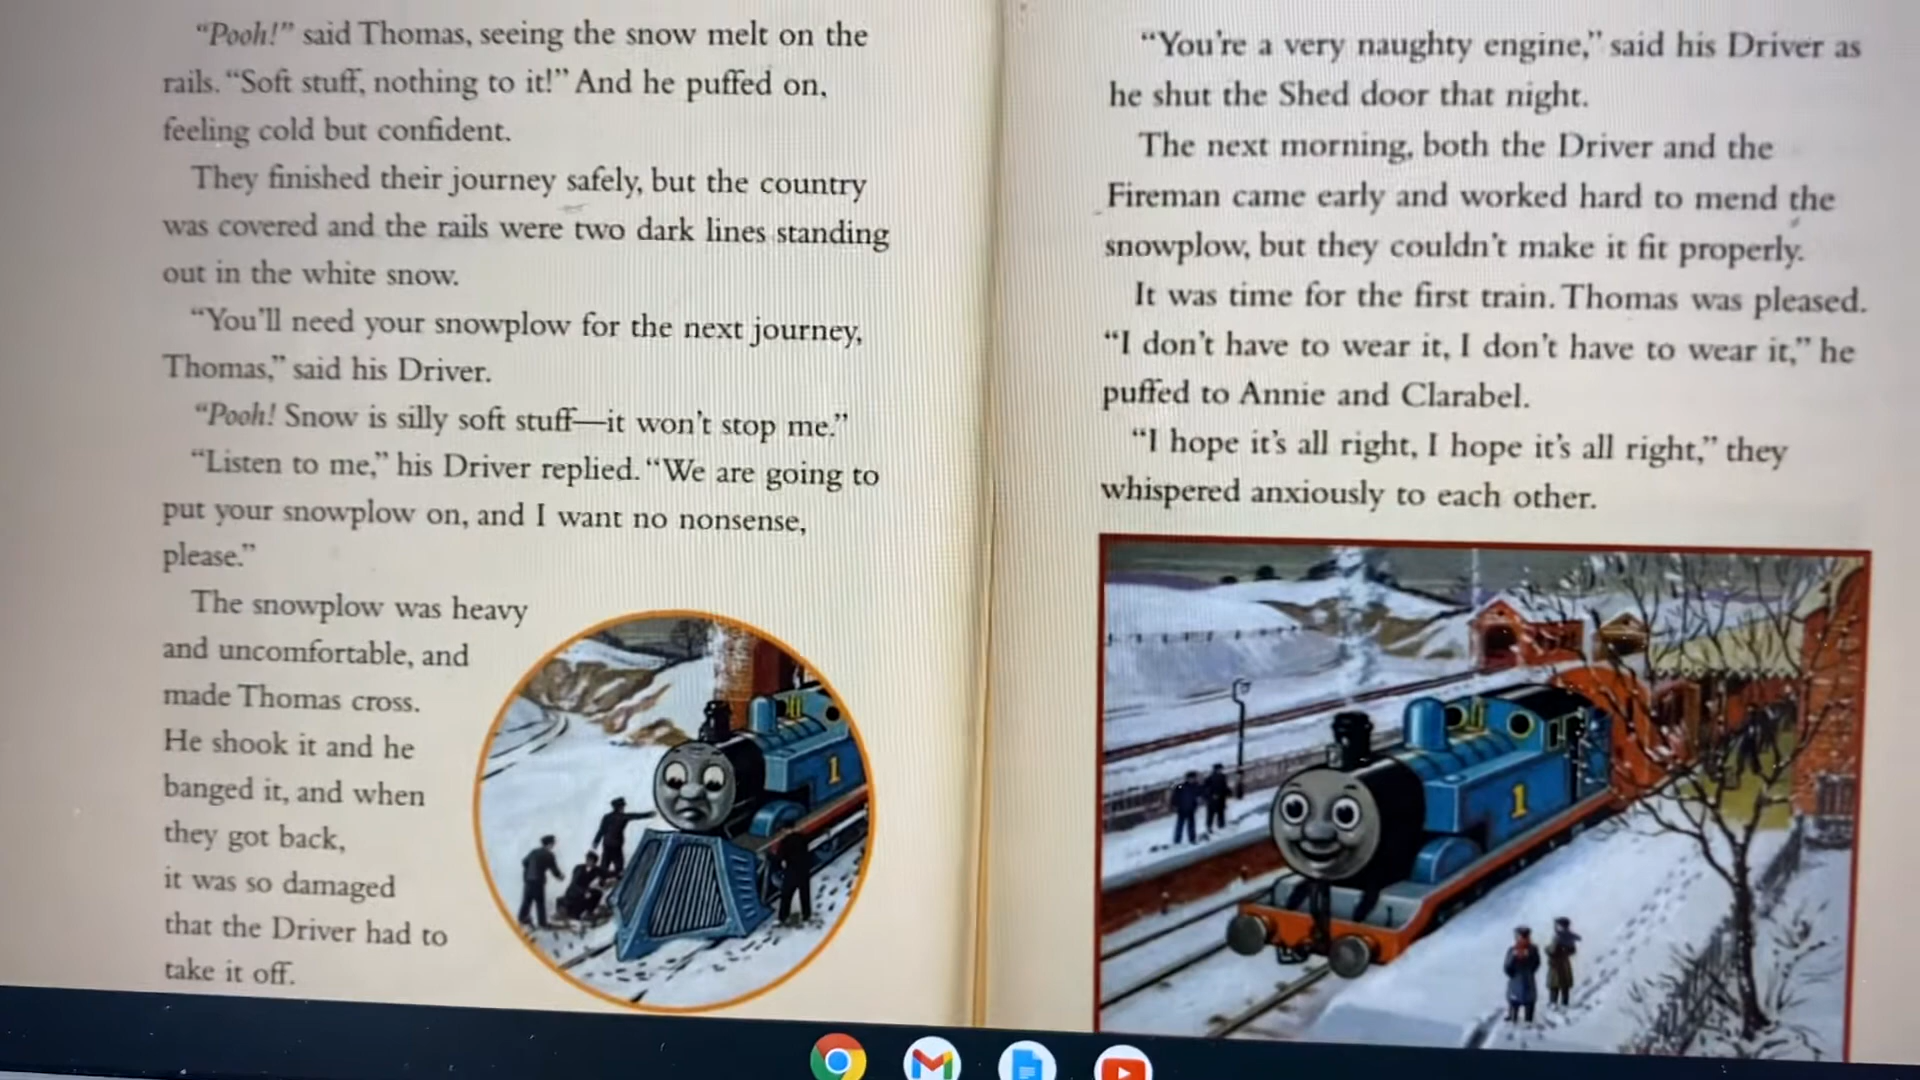 “Pooh!” said Thomas, seeing the snow melt on the
rails. “Soft stuff, nothing to it!” And he puffed on,
feeling cold but confident.
They finished their journey safely, but the country
was covered and the rails were two dark lines standing
out in the white snow.
“You’ll need your snowplow for the next journey,
Thomas,” said his Driver.
“Pooh! Snow is silly soft stuff—it won’t stop me.”
“Listen to me,” his Driver replied. “We are going to
put your snowplow on, and I want no nonsense,
please.”
The snowplow was heavy
and uncomfortable, and
made Thomas cross.
He shook it and he
banged it, and when
they got back,
it was so damaged
that the Driver had to
take it off.
1
“You’re a very naughty engine,” said his Driver as
he shut the Shed door that night.
The next morning, both the Driver and the
Fireman came early and worked hard to mend the
snowplow, but they couldn’t make it fit properly.
It was time for the first train. Thomas was pleased.
“I don’t have to wear it, I don’t have to wear it,” he
puffed to Annie and Clarabel.
“I hope it’s all right, I hope it’s all right,” they
whispered anxiously to each other.
1